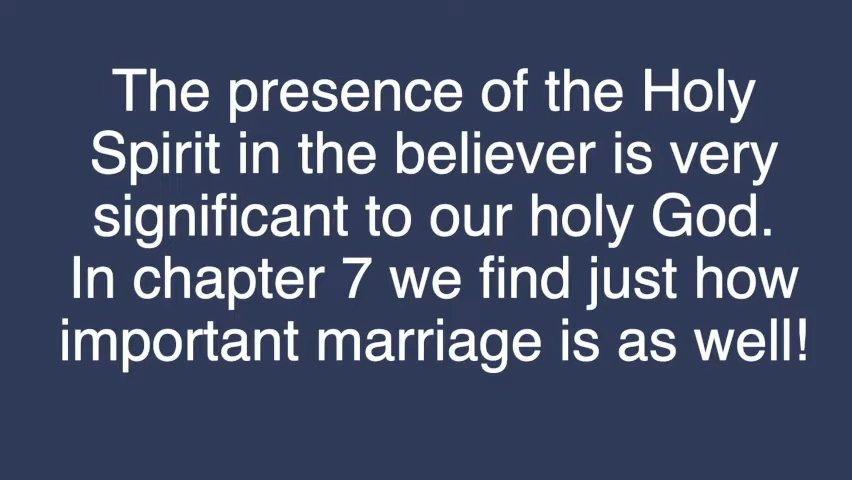 The presence of the Holy
Spirit in the believer is very
significant to our holy God.
In chapter 7 we find just how
important marriage is as well!